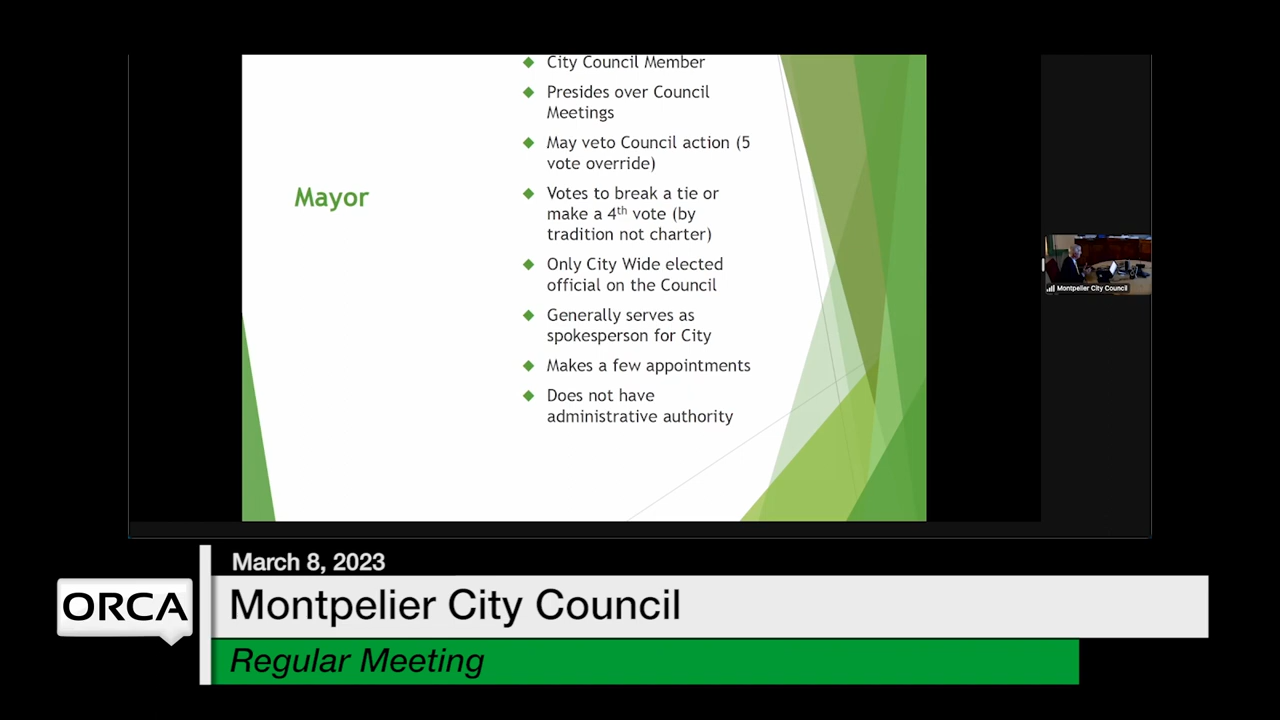 City Council Member
Presides over Council
Meetings
May veto Council action (5
vote override)
Mayor
Votes to break a tie or
make a 4th vote (by
tradition not charter)
Only City Wide elected
official on the Council
Generally serves as
spokesperson for City
Makes a few appointments
Does not have
administrative authority
Montpelier City Council
March 8, 2023
ORCA
Montpelier City Council
Regular Meeting